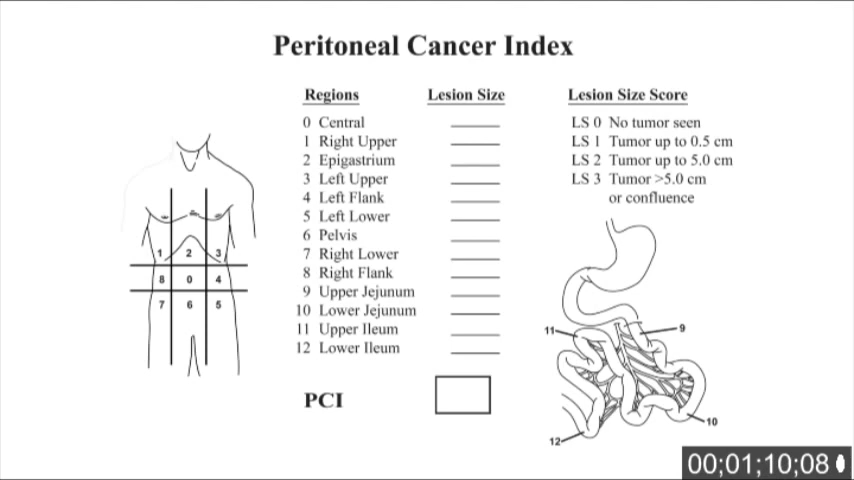 Peritoneal Cancer Index
Regions
Lesion Size
0 Central
1 Right Upper
2 Epigastrium
3 Left Upper
4 Left Flank
5 Left Lower
6 Pelvis
7 Right Lower
8 Right Flank
9 Upper Jejunum
10 Lower Jejunum
11 Upper Ileum
12 Lower Ileum
PCI
Lesion Size Score
LS 0 No tumor seen
LS 1 Tumor up to 0.5 cm
LS 2 Tumor up to 5.0 cm
LS 3 Tumor >5.0 cm
or confluence
1 2 3
8 0 4
7 6 5
11
9
10
12
00;01;10;08